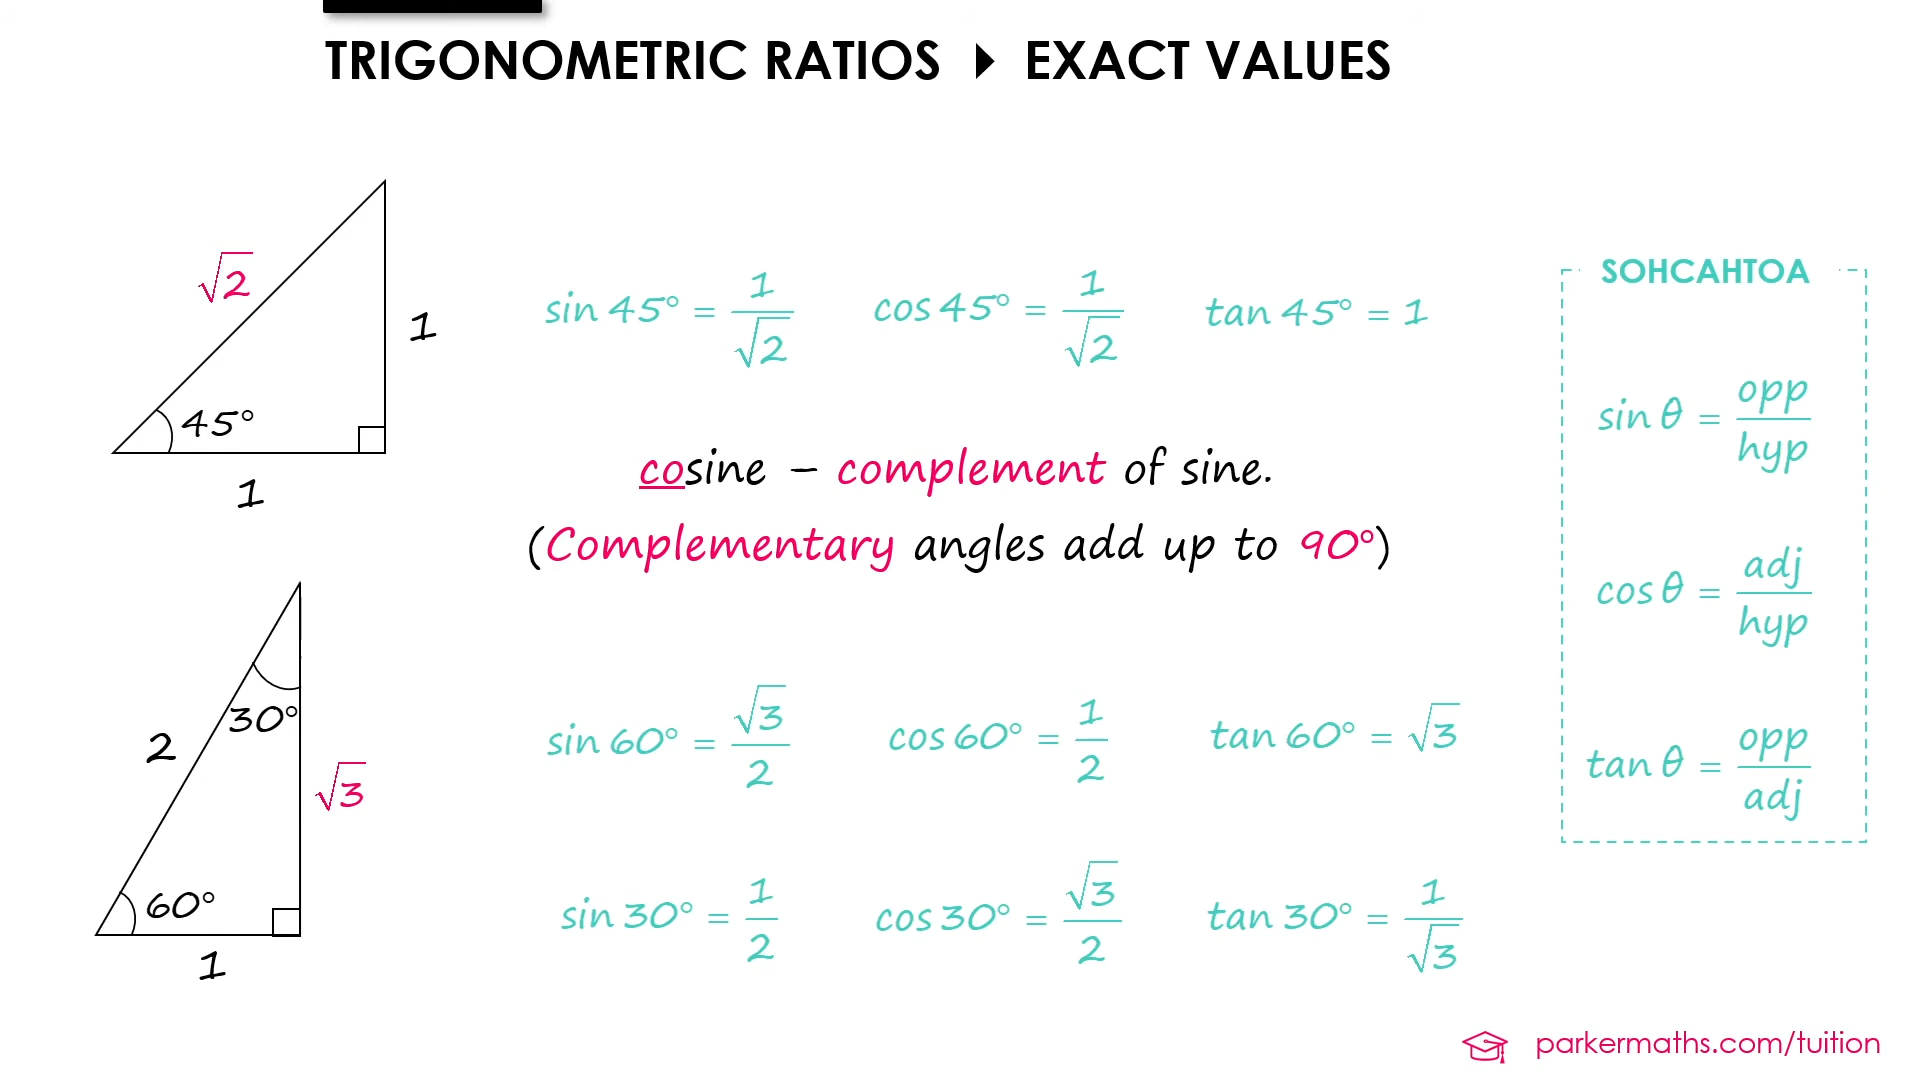 TRIGONOMETRIC RATIOS ▶ EXACT VALUES
√2
1
45°
1
sin 45° = 1/√2
cos 45° = 1/√2
tan 45° = 1
cosine – complement of sine.
(Complementary angles add up to 90°)
30°
2
√3
60°
1
sin 60° = √3/2
cos 60° = 1/2
tan 60° = √3
sin 30° = 1/2
cos 30° = √3/2
tan 30° = 1/√3
SOHCAHTOA
sin θ = opp/hyp
cos θ = adj/hyp
tan θ = opp/adj
parkermaths.com/tuition